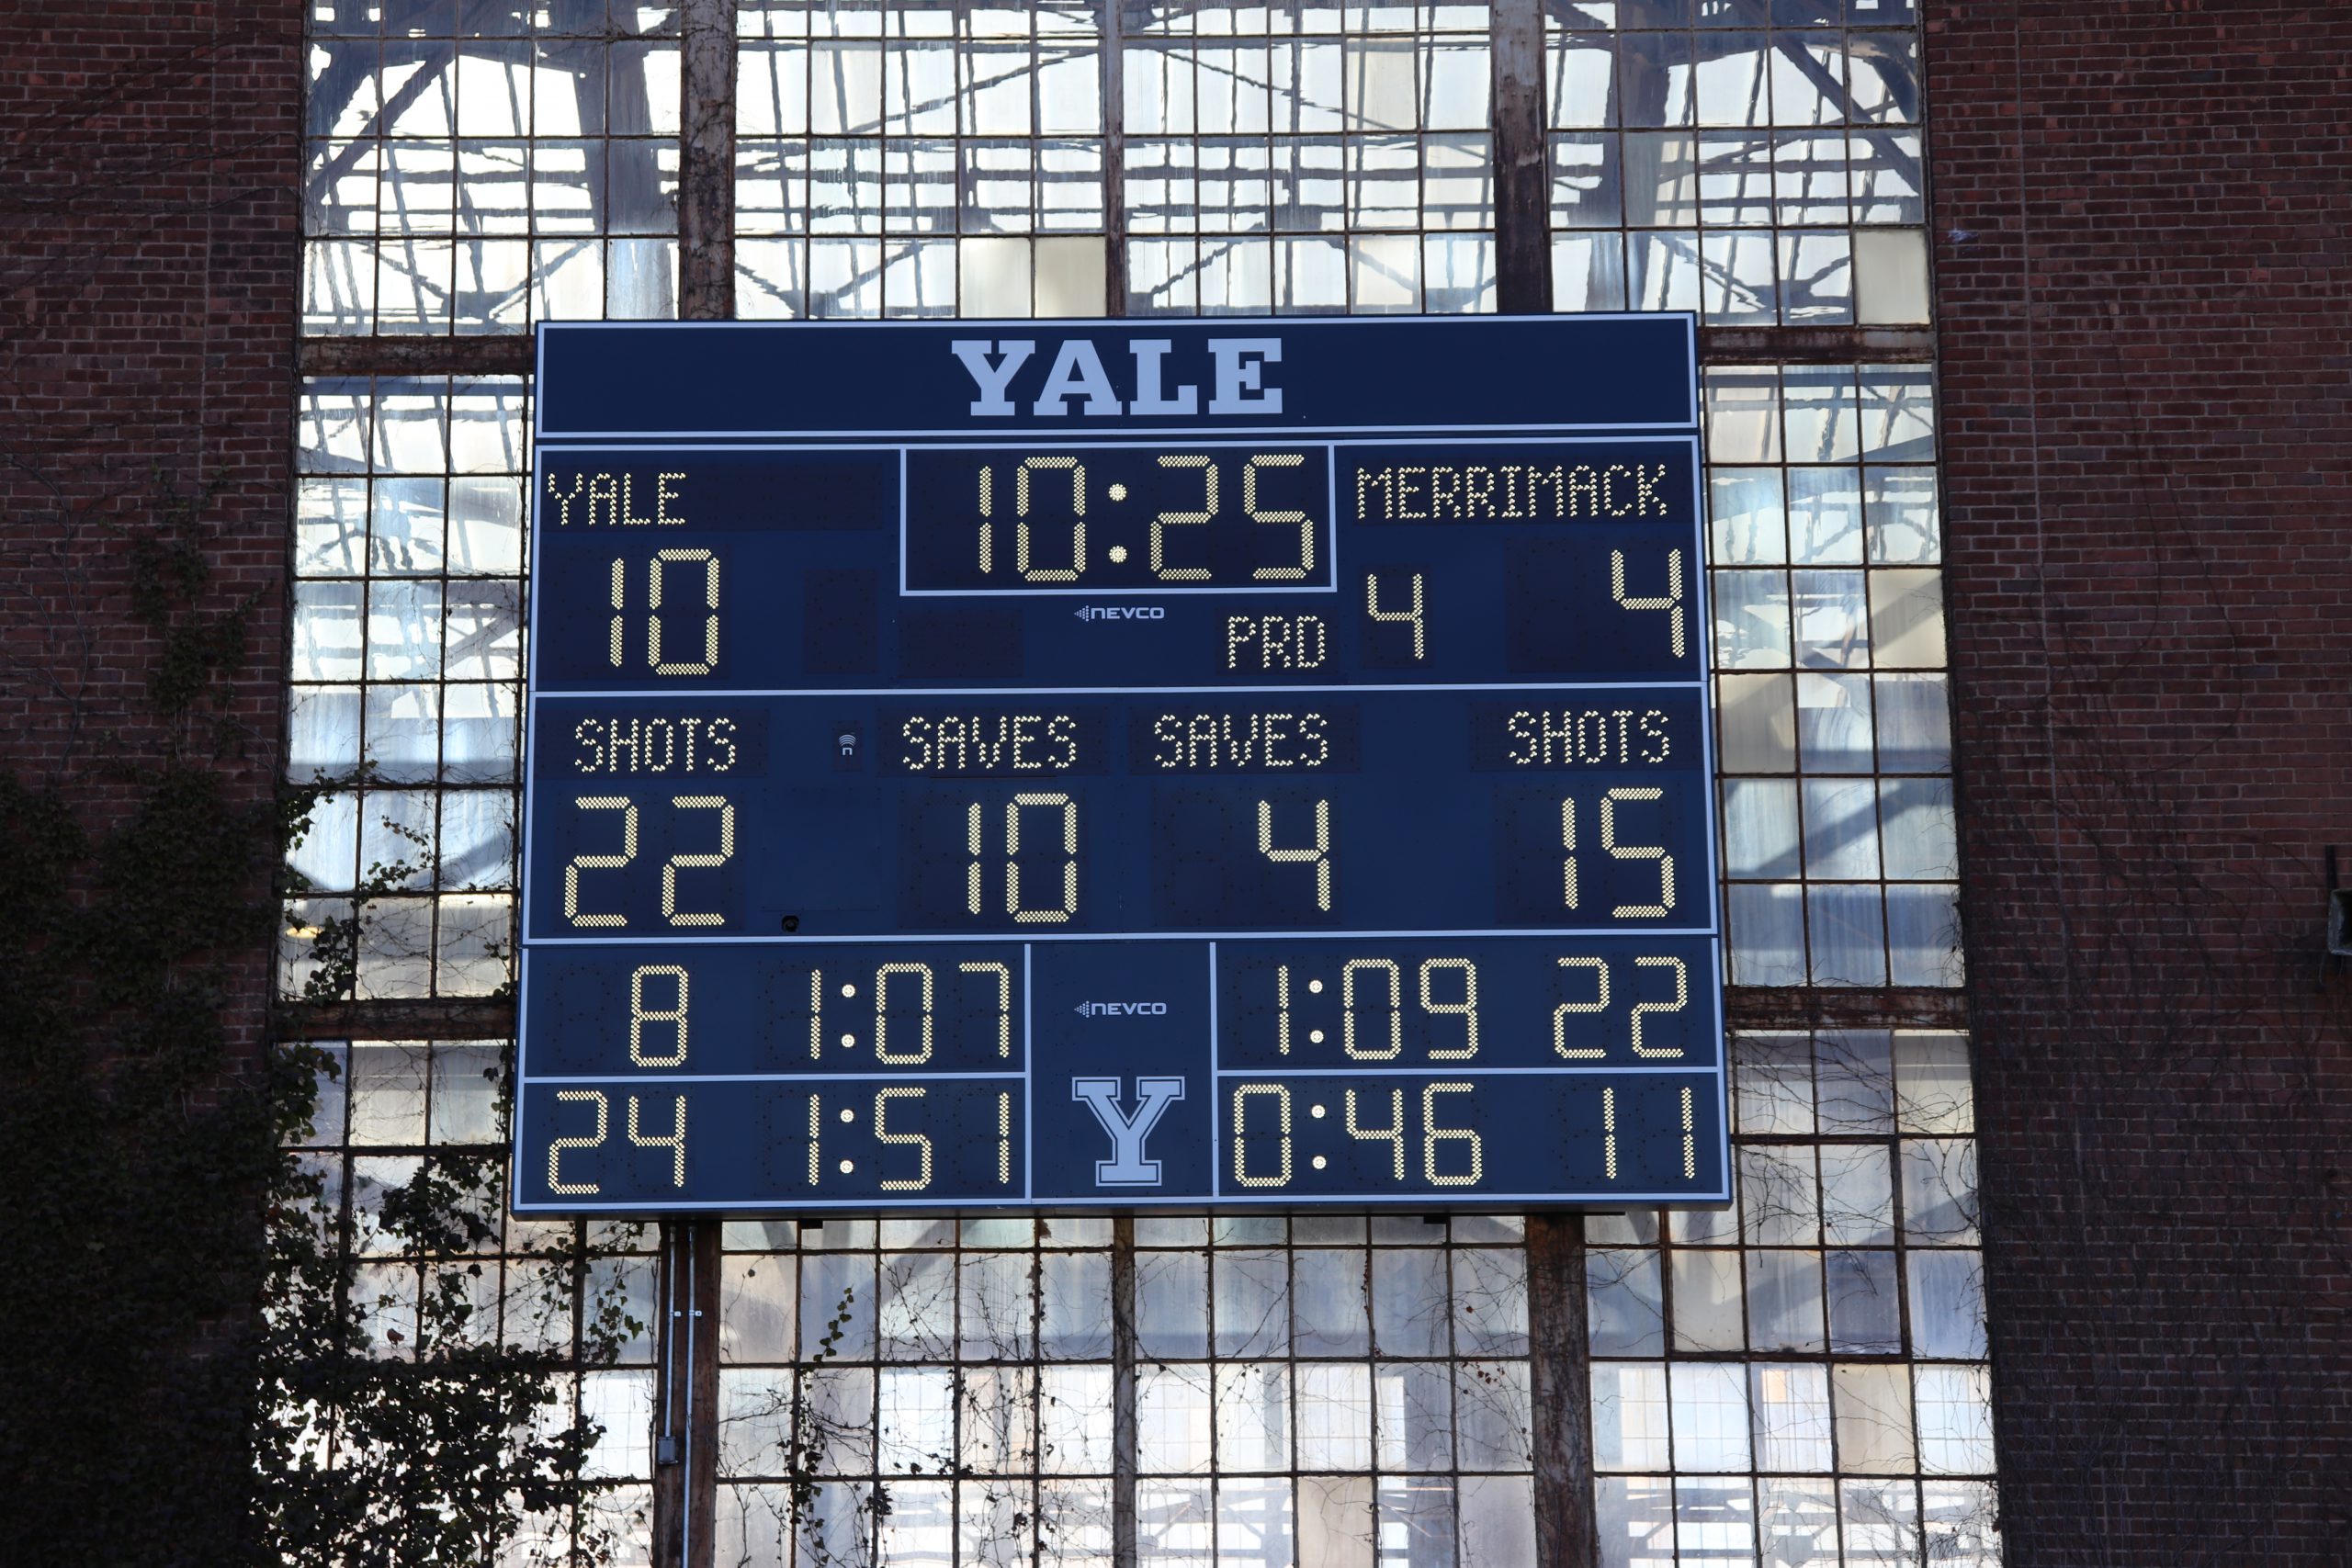 YALE
YALE 10:25 MERRIMACK
10 NEVCO PRD 4 4
SHOTS SAVES SAVES SHOTS
22 10 4 15
8 1:07 NEVCO 1:09 22
24 1:51 Y 0:46 11